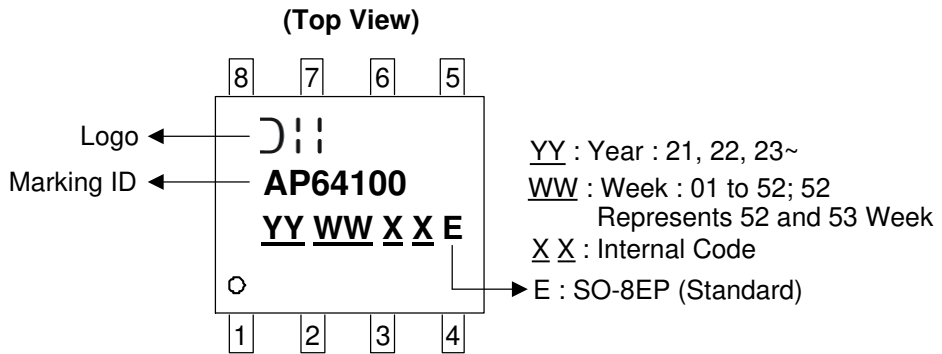 (Top View)
8 7 6 5
Logo
Marking ID
AP64100
YY WW X X E
YY : Year : 21, 22, 23~
WW : Week : 01 to 52; 52
Represents 52 and 53 Week
X X : Internal Code
E : SO-8EP (Standard)
1 2 3 4